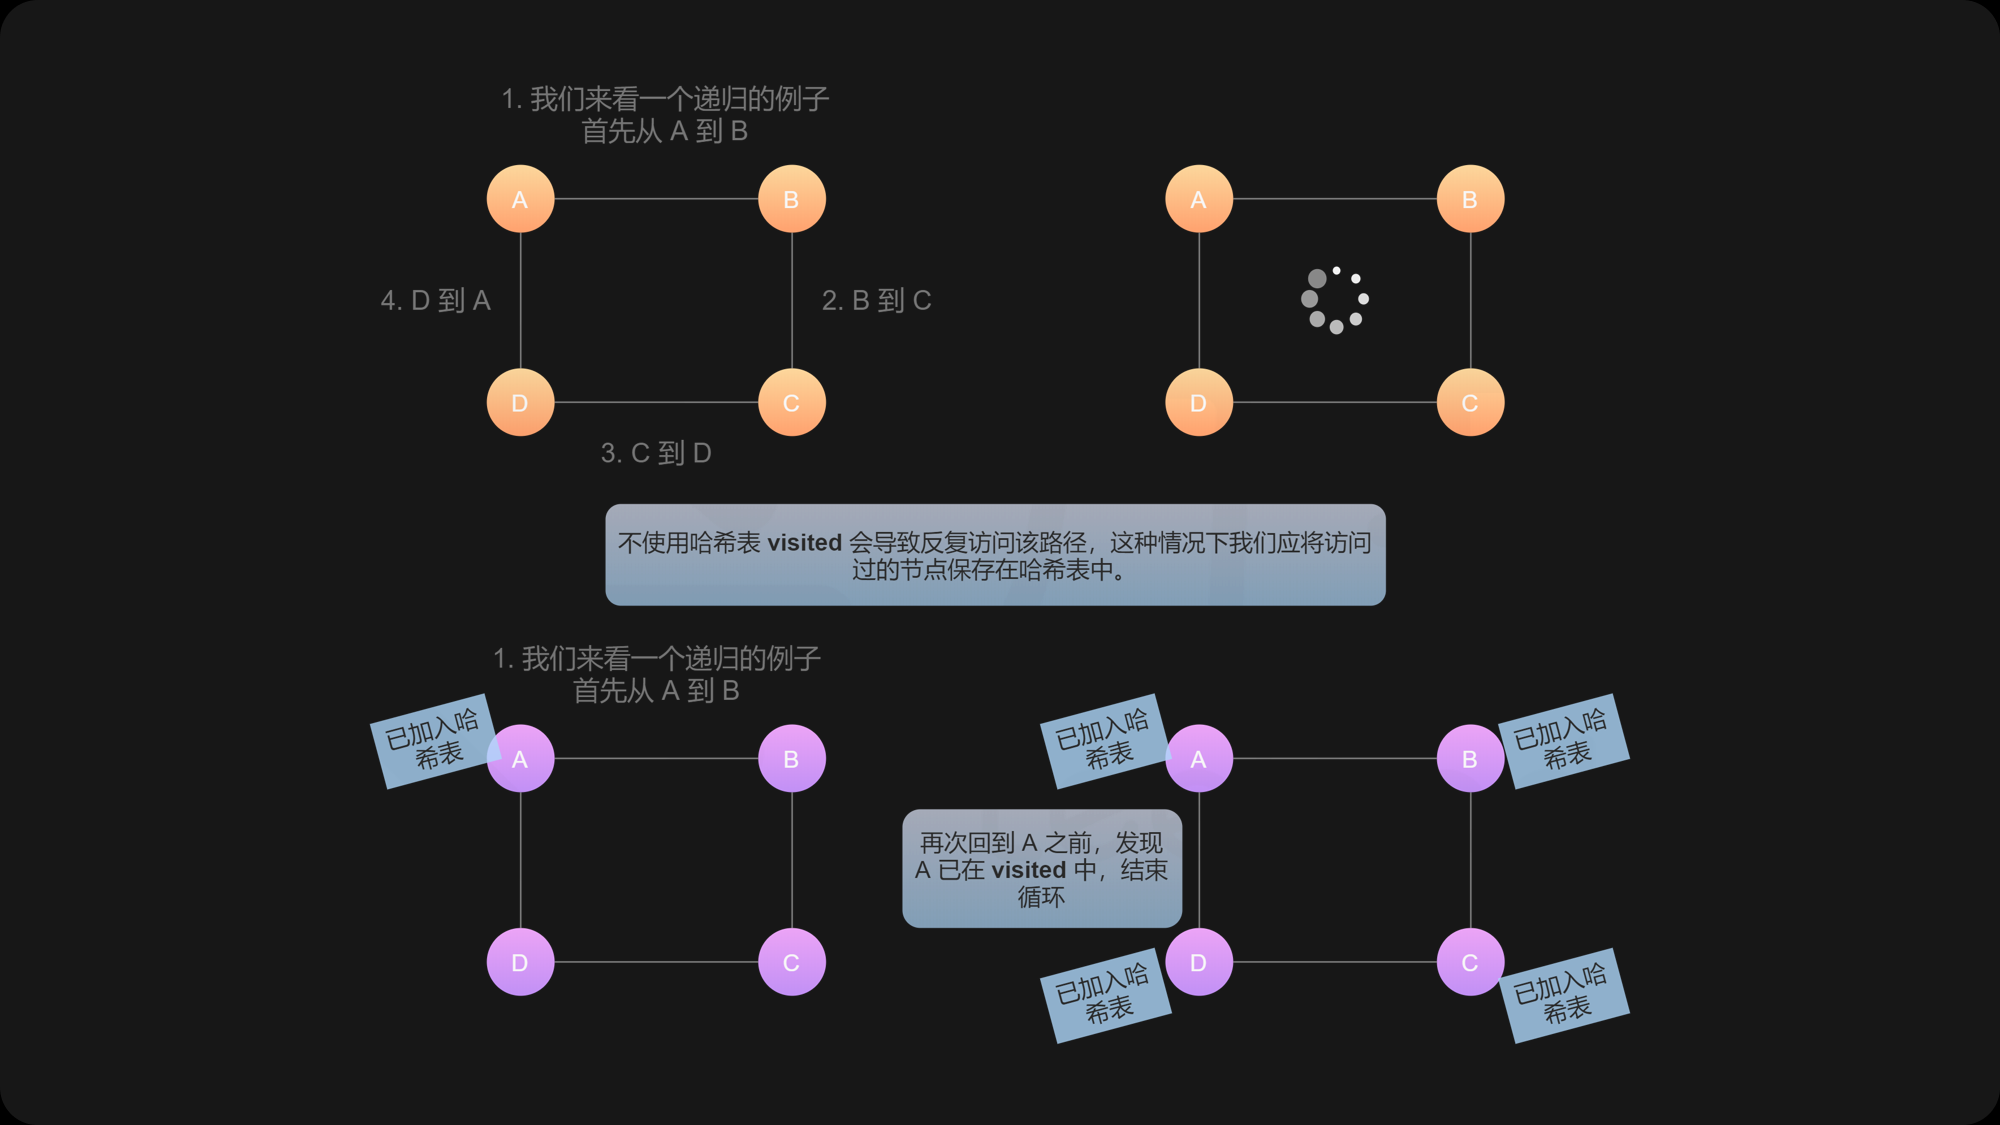 1. 我们来看一个递归的例子
首先从 A 到 B
A
B
4. D 到 A
2. B 到 C
D
C
3. C 到 D
A
B
D
C
不使用哈希表 visited 会导致反复访问该路径，这种情况下我们应将访问
过的节点保存在哈希表中。
1. 我们来看一个递归的例子
首先从 A 到 B
已加入哈
希表
A
B
D
C
已加入哈
希表
A
B
已加入哈
希表
再次回到 A 之前，发现
A 已在 visited 中，结束
循环
D
C
已加入哈
希表
已加入哈
希表